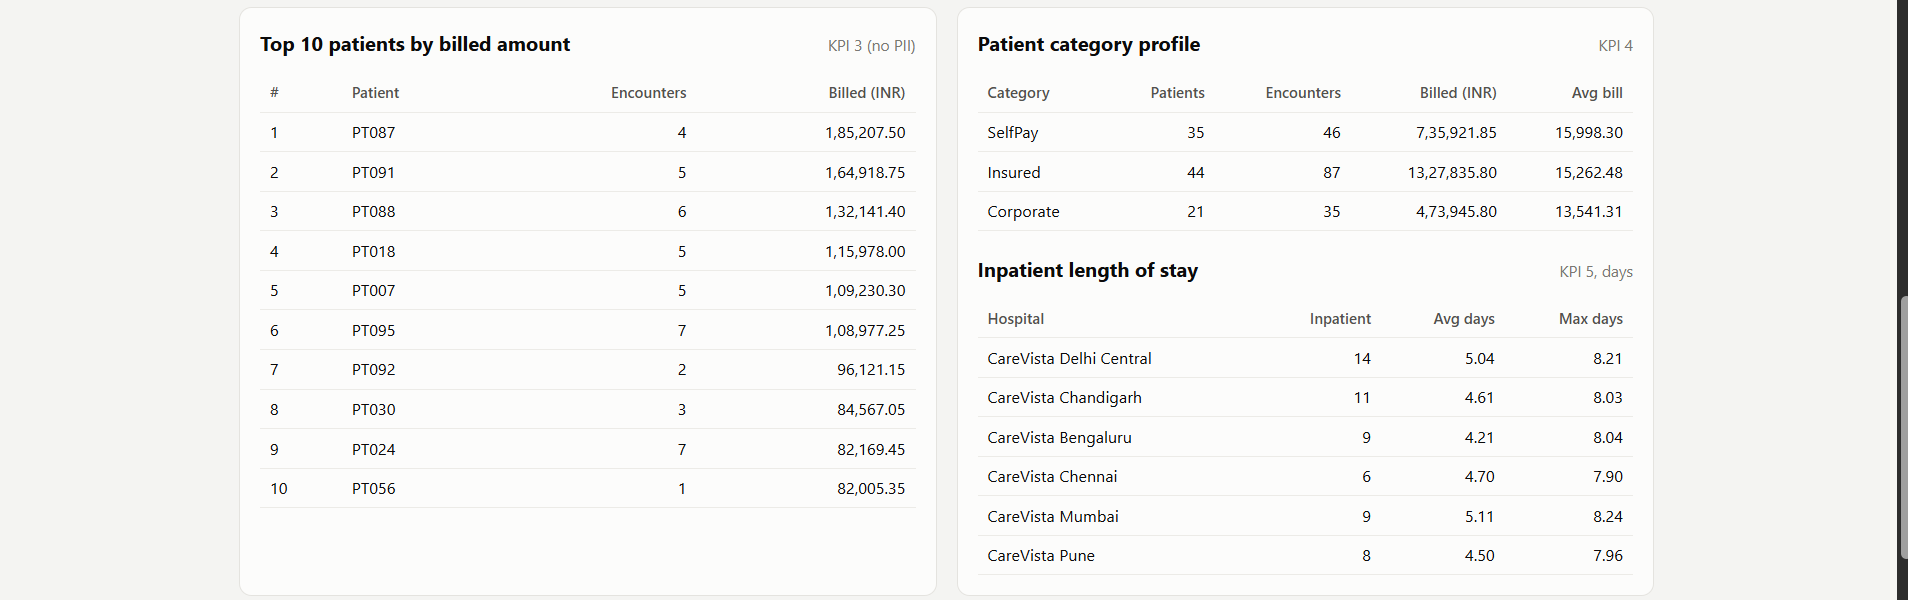 Top 10 patients by billed amount KPI 3 (no PII)
# Patient Encounters Billed (INR)
1 PT087 4 1,85,207.50
2 PT091 5 1,64,918.75
3 PT088 6 1,32,141.40
4 PT018 5 1,15,978.00
5 PT007 5 1,09,230.30
6 PT095 7 1,08,977.25
7 PT092 2 96,121.15
8 PT030 3 84,567.05
9 PT024 7 82,169.45
10 PT056 1 82,005.35
Patient category profile KPI 4
Category Patients Encounters Billed (INR) Avg bill
SelfPay 35 46 7,35,921.85 15,998.30
Insured 44 87 13,27,835.80 15,262.48
Corporate 21 35 4,73,945.80 13,541.31
Inpatient length of stay KPI 5, days
Hospital Inpatient Avg days Max days
CareVista Delhi Central 14 5.04 8.21
CareVista Chandigarh 11 4.61 8.03
CareVista Bengaluru 9 4.21 8.04
CareVista Chennai 6 4.70 7.90
CareVista Mumbai 9 5.11 8.24
CareVista Pune 8 4.50 7.96